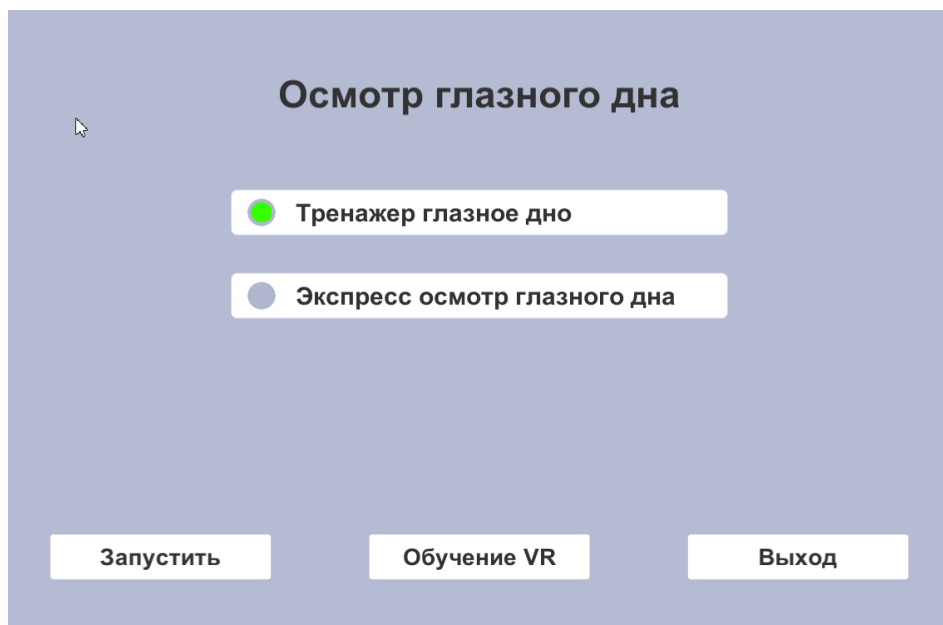 Осмотр глазного дна
Тренажер глазное дно
Экспресс осмотр глазного дна
Запустить
Обучение VR
Выход